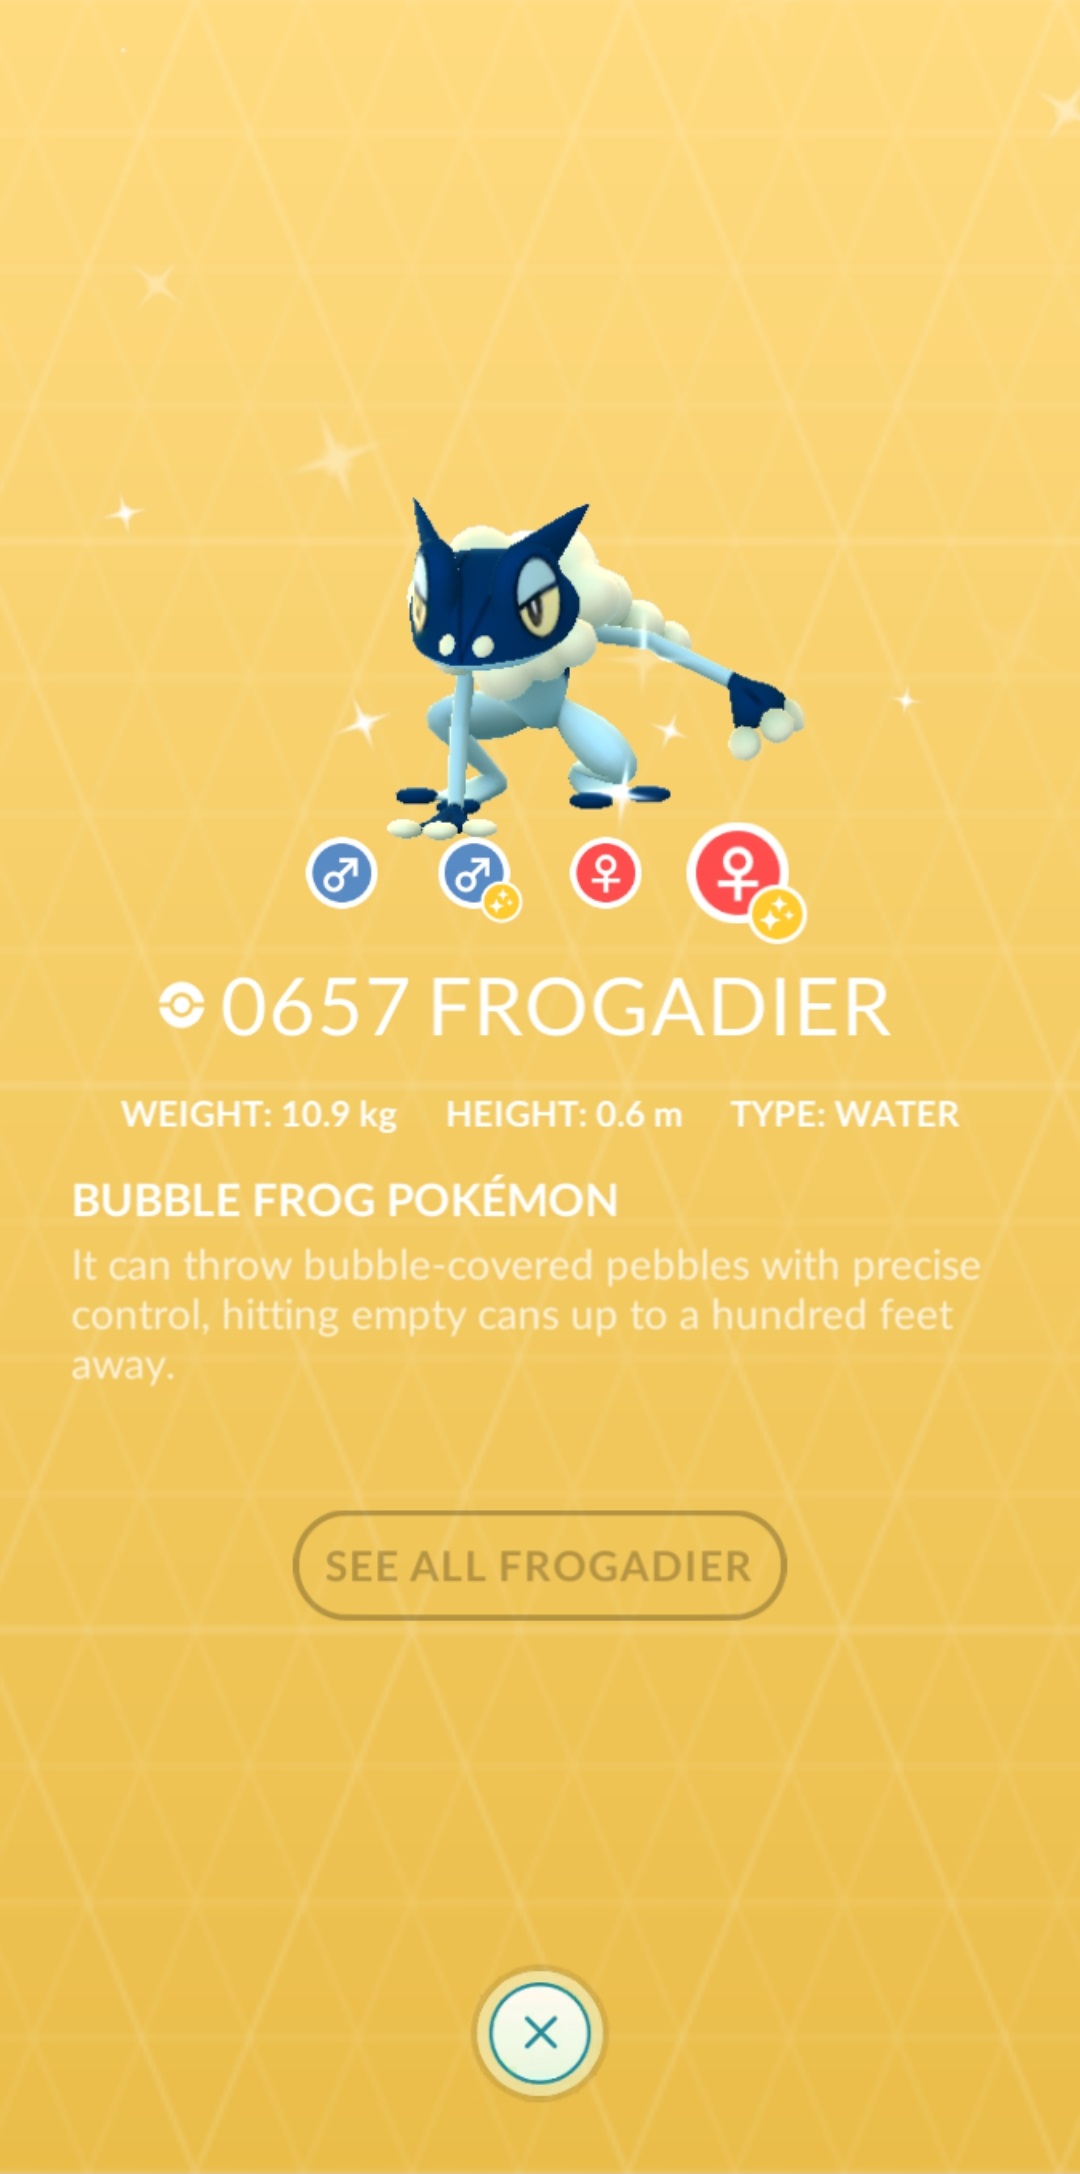 0657 FROGADIER
WEIGHT: 10.9 kg HEIGHT: 0.6 m TYPE: WATER
BUBBLE FROG POKÉMON
It can throw bubble-covered pebbles with precise
control, hitting empty cans up to a hundred feet
away.
SEE ALL FROGADIER